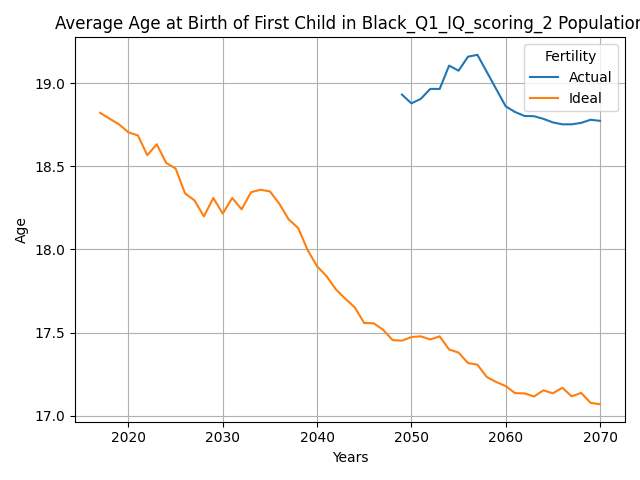 Average Age at Birth of First Child in Black_Q1_IQ_scoring_2 Population
Fertility
Actual
Ideal
19.0
18.5
18.0
17.5
17.0
Age
2020 2030 2040 2050 2060 2070
Years